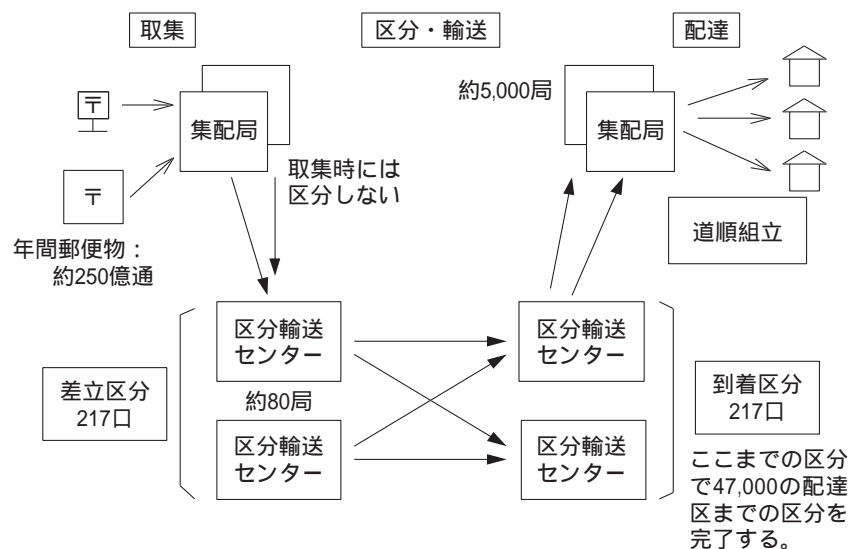 取集
区分・輸送
配達
〒
集配局
〒
取集時には
区分しない
年間郵便物：
約250億通
約5,000局
集配局
道順組立
差立区分
217口
区分輸送
センター
約80局
区分輸送
センター
区分輸送
センター
区分輸送
センター
到着区分
217口
ここまでの区分
で47,000の配達
区までの区分を
完了する。